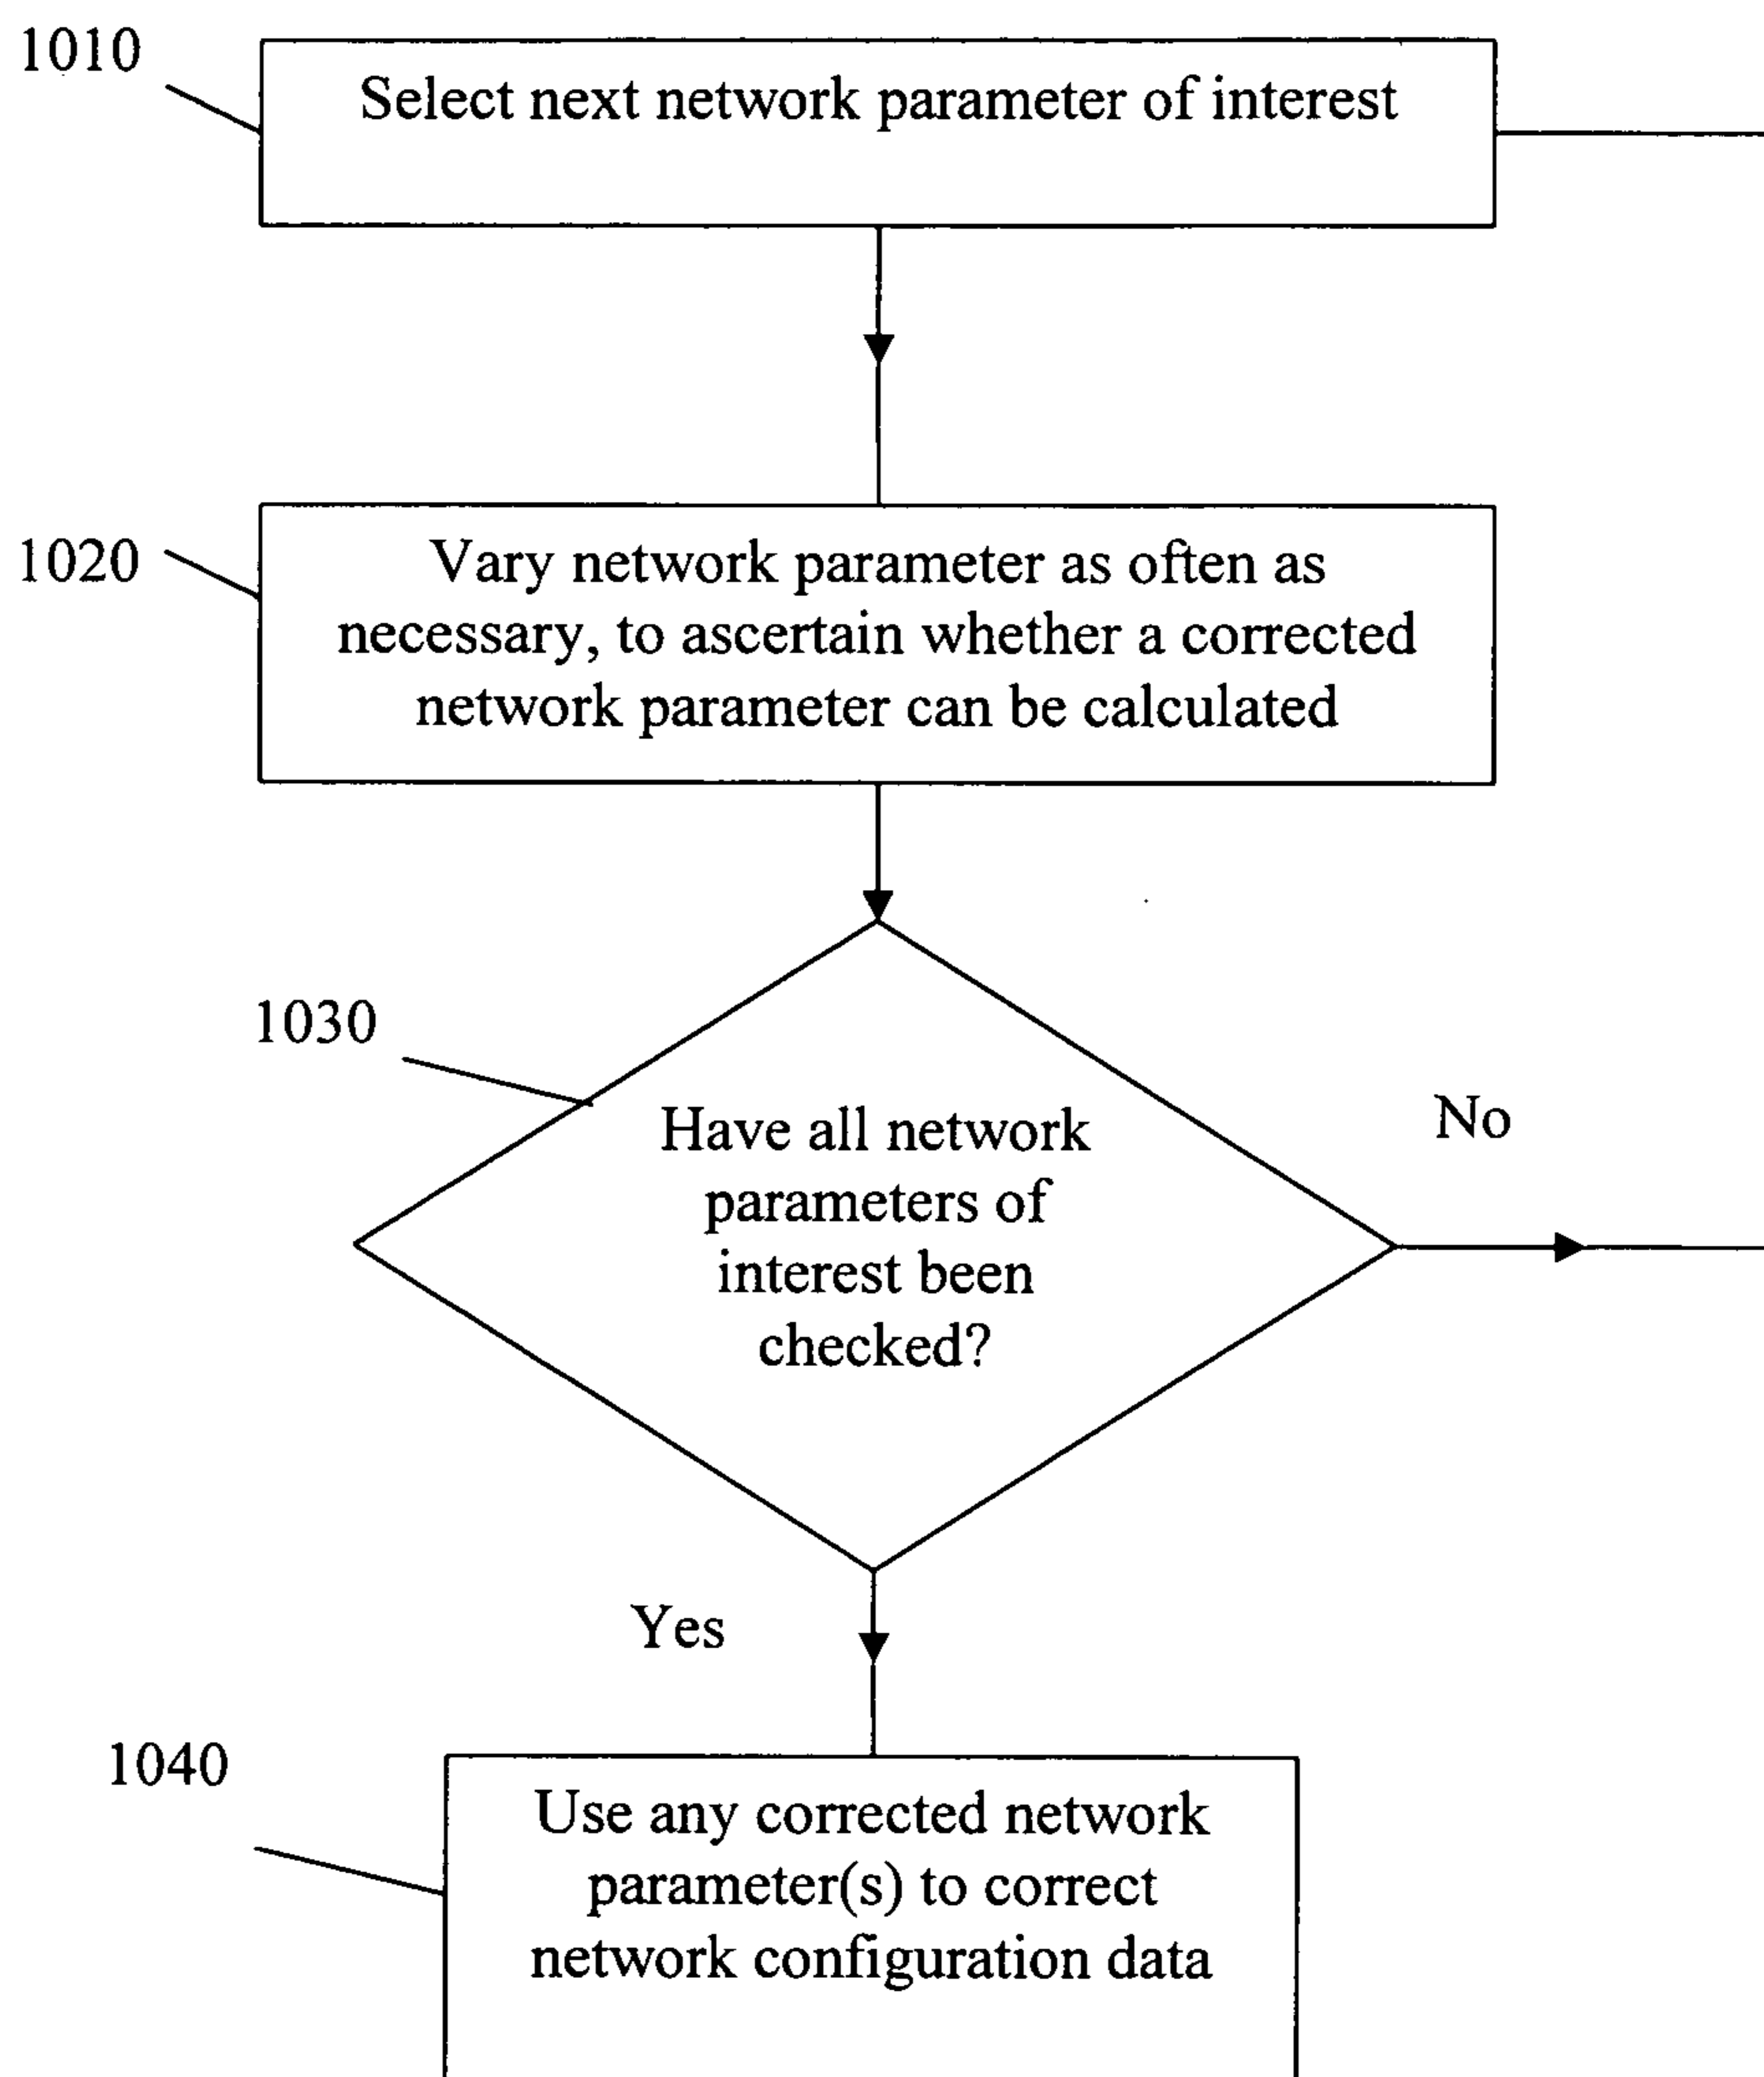 1010
Select next network parameter of interest
1020
Vary network parameter as often as
necessary, to ascertain whether a corrected
network parameter can be calculated
1030
Have all network
parameters of
interest been
checked?
No
Yes
1040
Use any corrected network
parameter(s) to correct
network configuration data